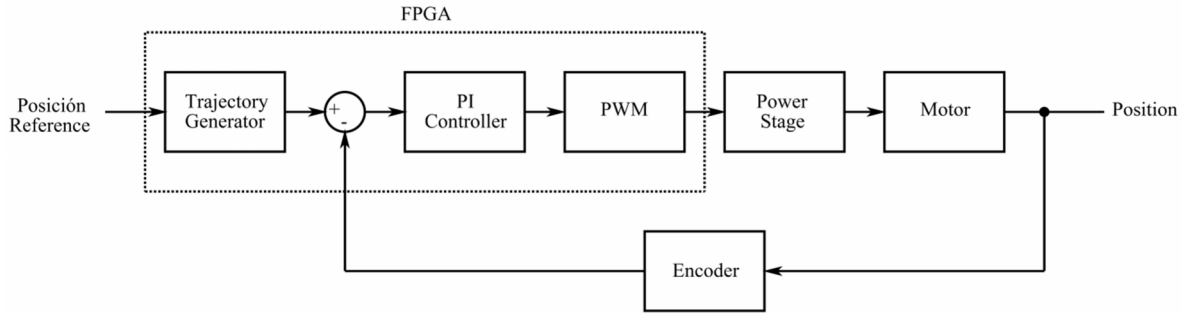 FPGA
Posición
Reference
Trajectory
Generator
+
-
PI
Controller
PWM
Power
Stage
Motor
Position
Encoder